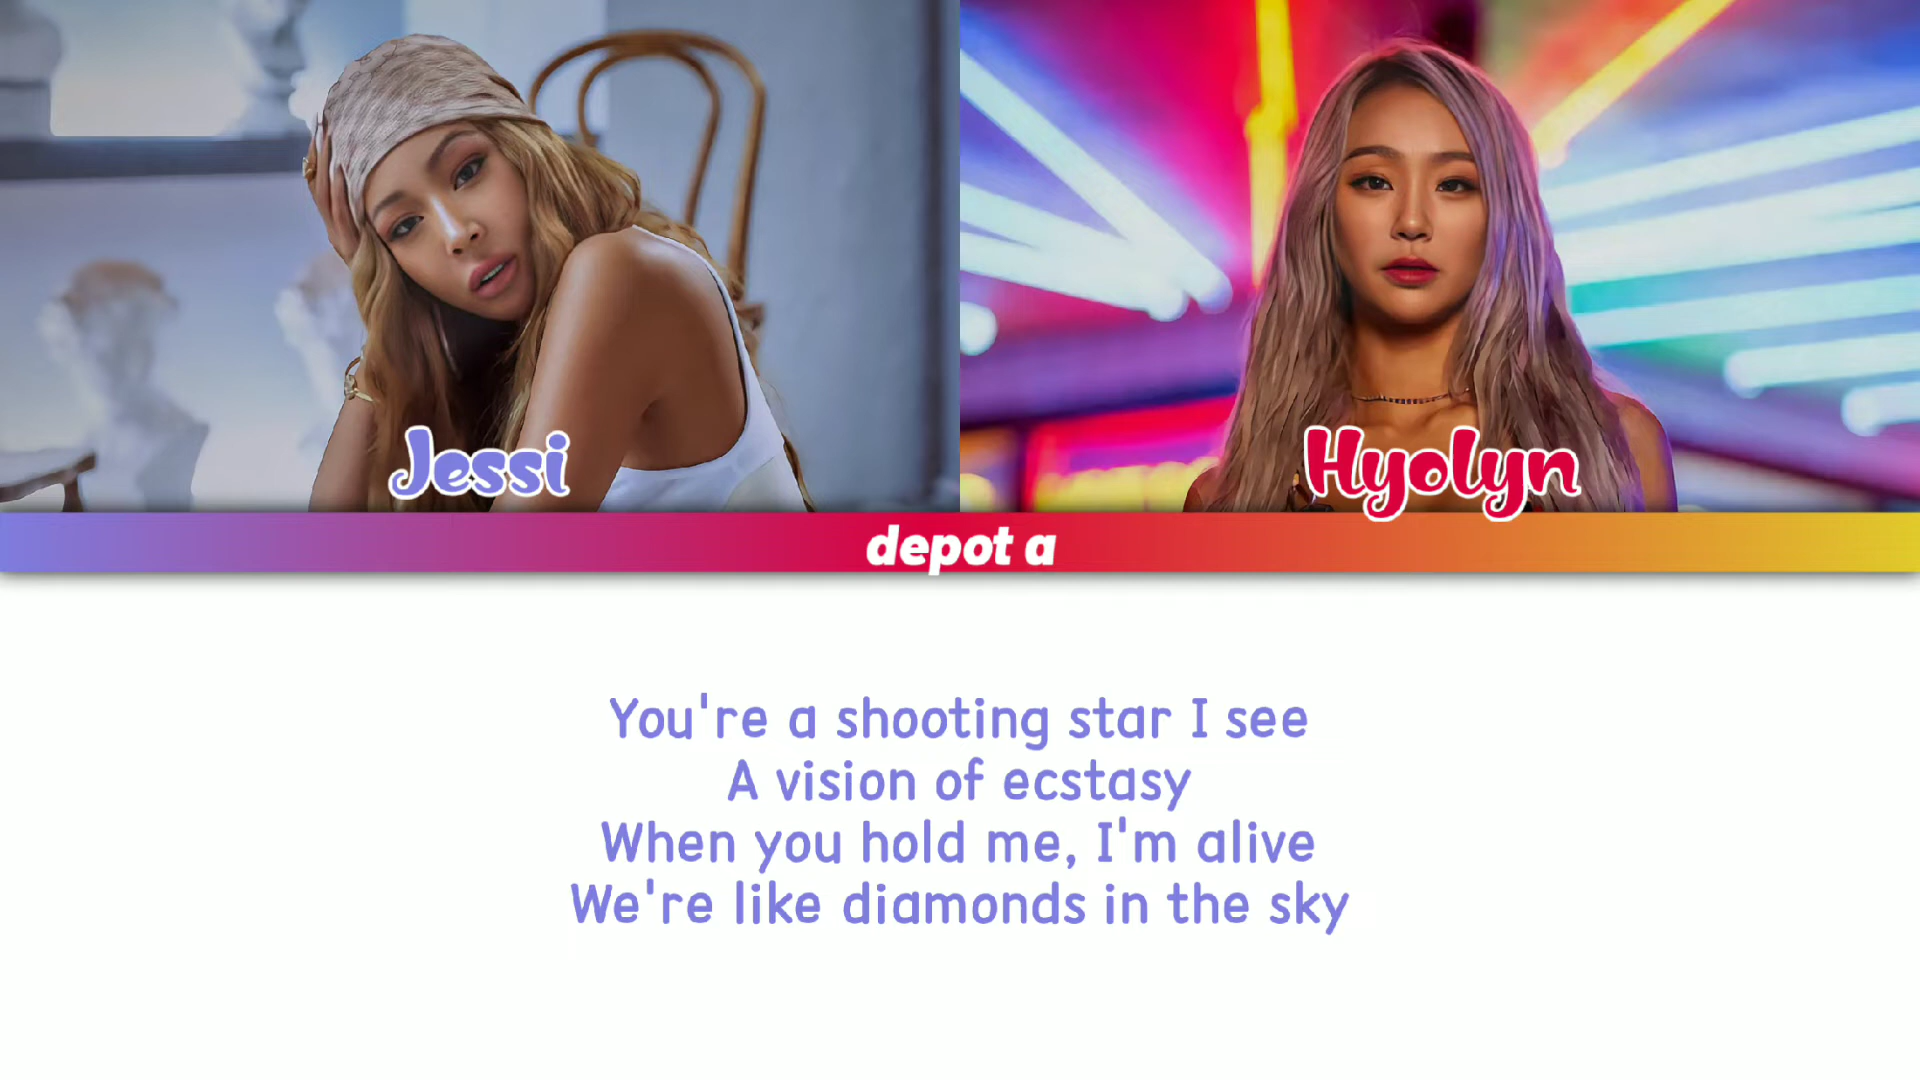 Jessi
Hyolyn
depot a
You're a shooting star I see
A vision of ecstasy
When you hold me, I'm alive
We're like diamonds in the sky